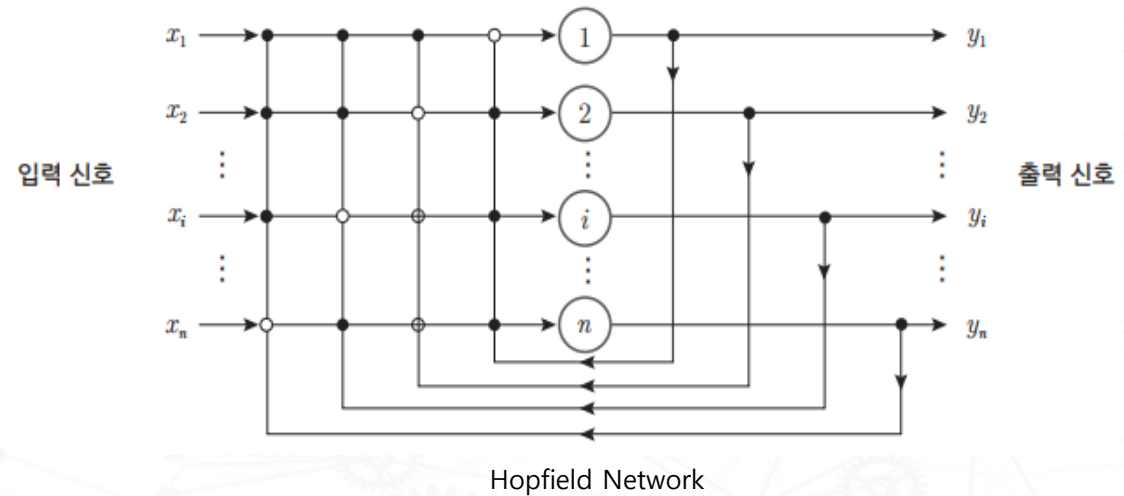 x₁ 1 y₁
x₂ 2 y₂
⋮ ⋮ ⋮
입력 신호 출력 신호
xᵢ i yᵢ
⋮ ⋮ ⋮
xₙ n yₙ
Hopfield Network